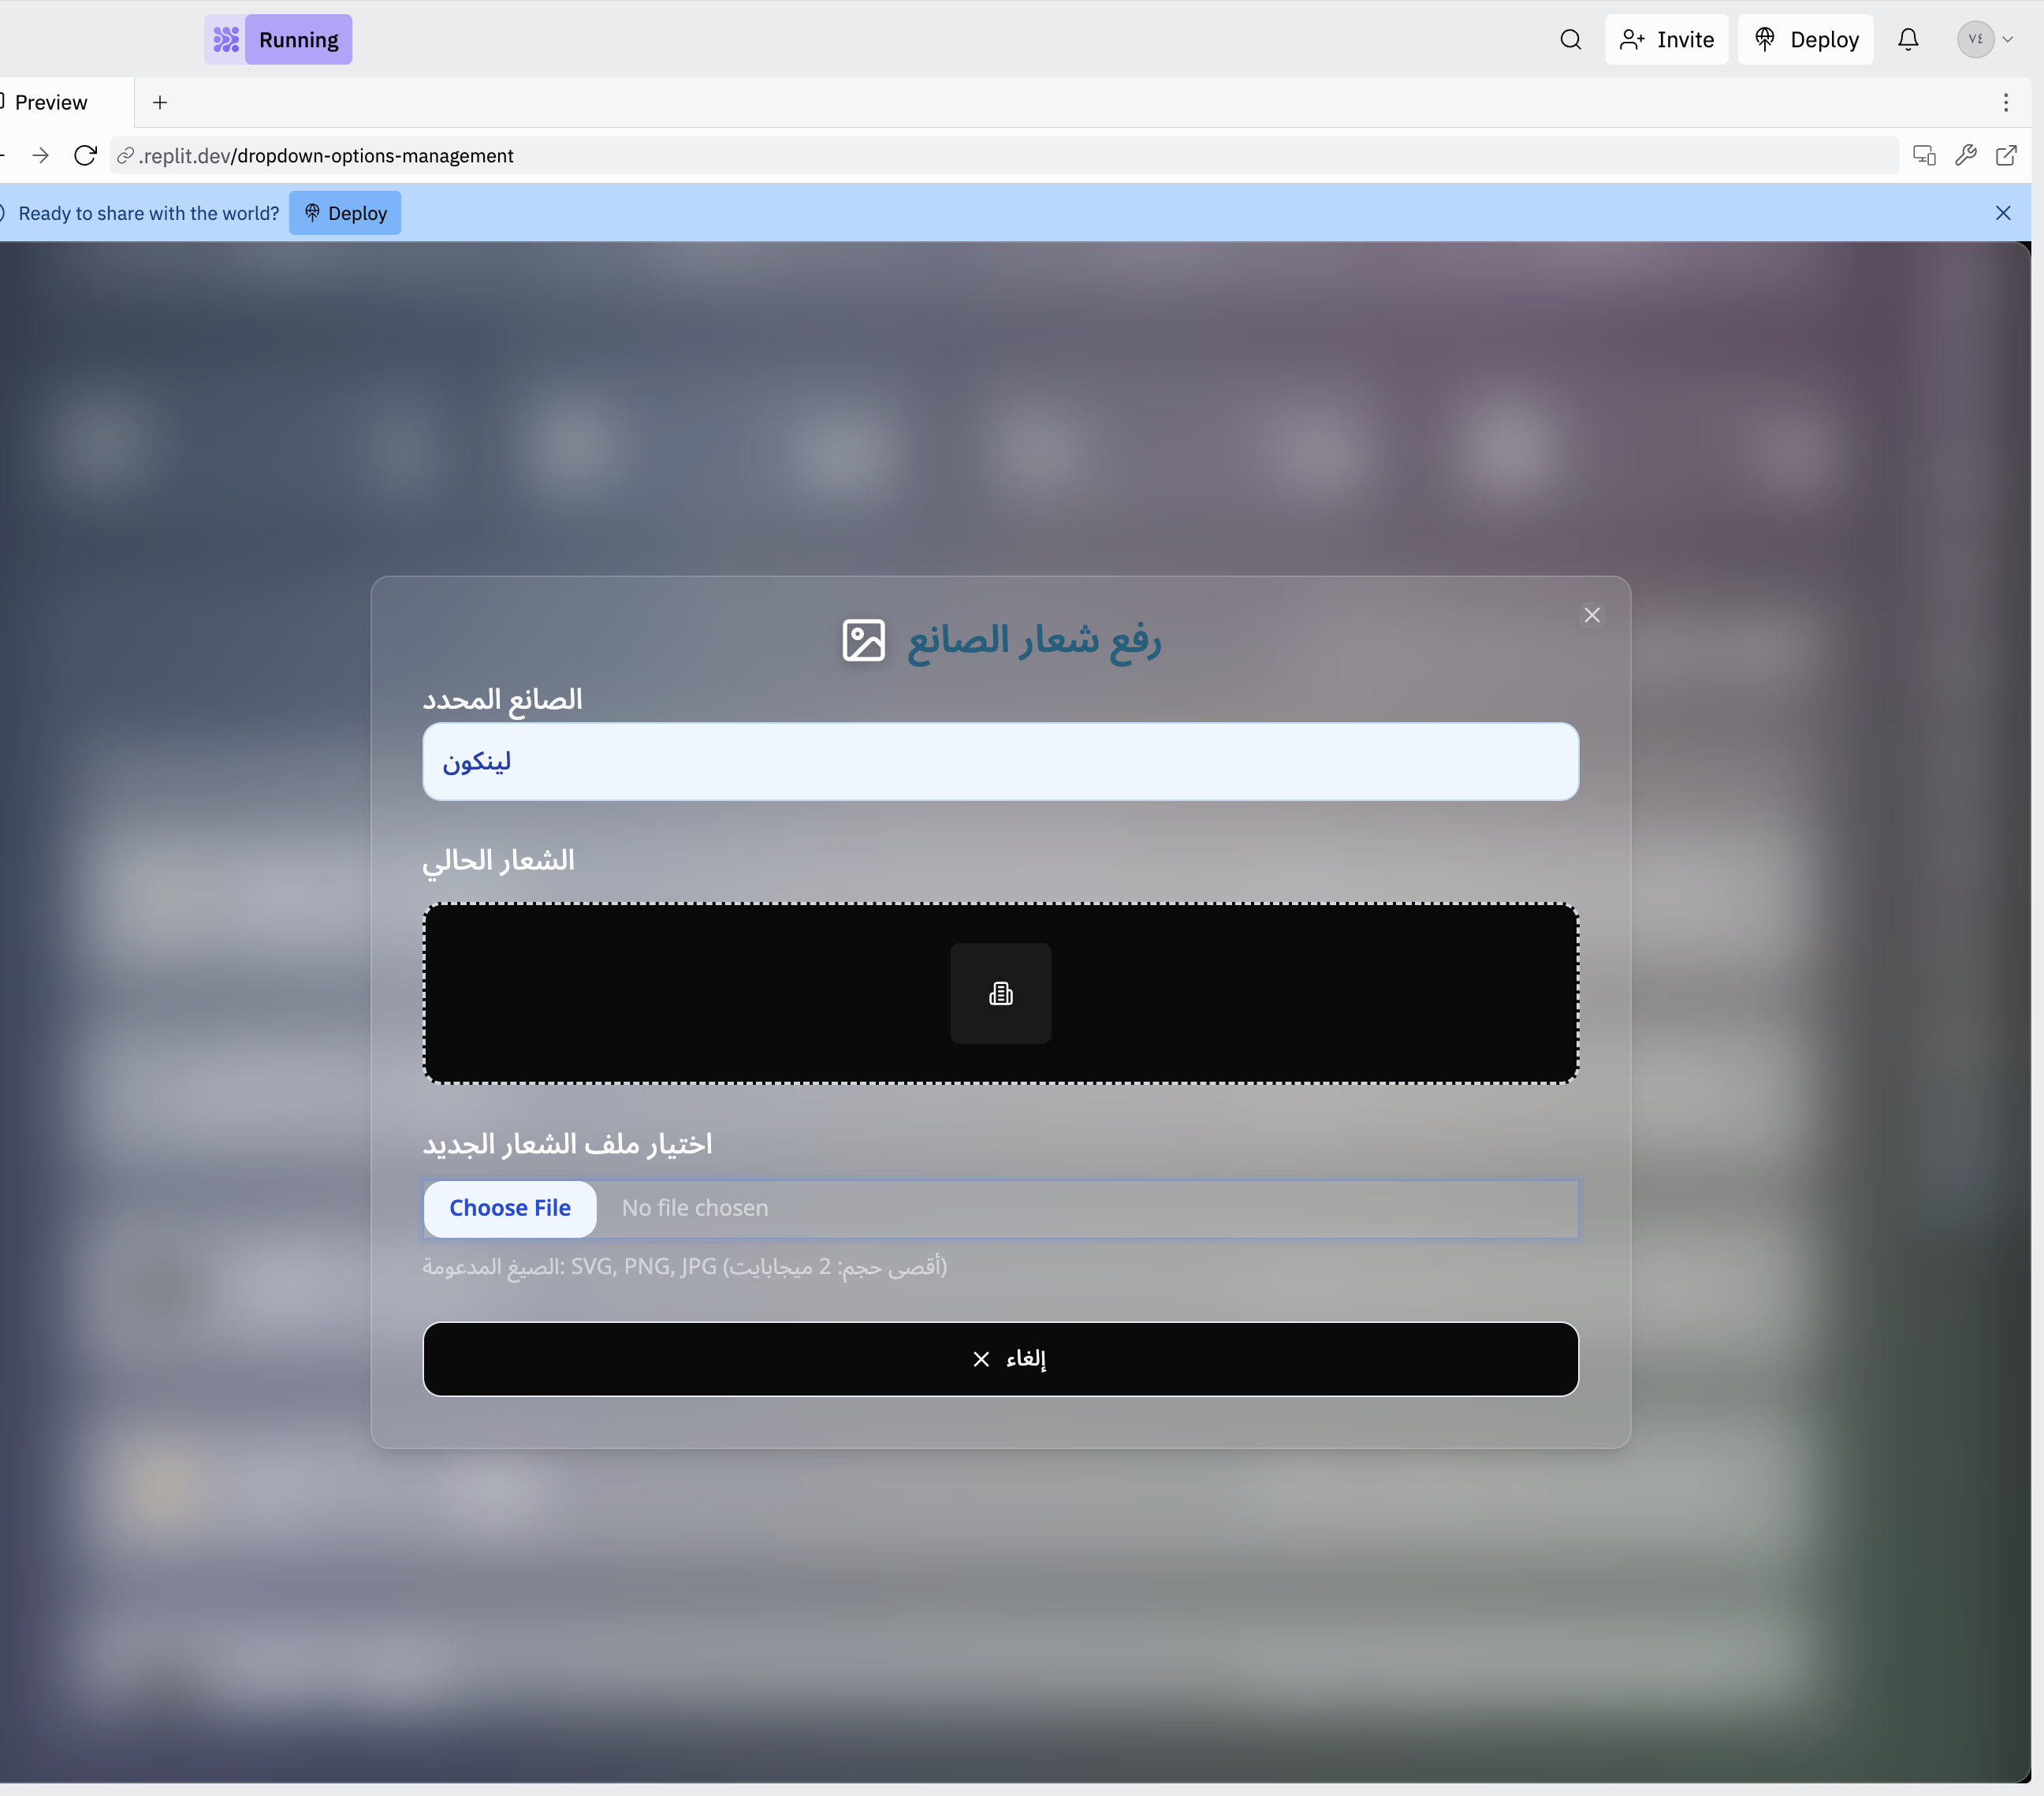 Running
Invite
Deploy
٧٤
Preview
.replit.dev/dropdown-options-management
Ready to share with the world?
Deploy
رفع شعار الصانع
الصانع المحدد
لينكون
الشعار الحالي
اختيار ملف الشعار الجديد
Choose File
No file chosen
الصيغ المدعومة: SVG, PNG, JPG (أقصى حجم: 2 ميجابايت)
إلغاء